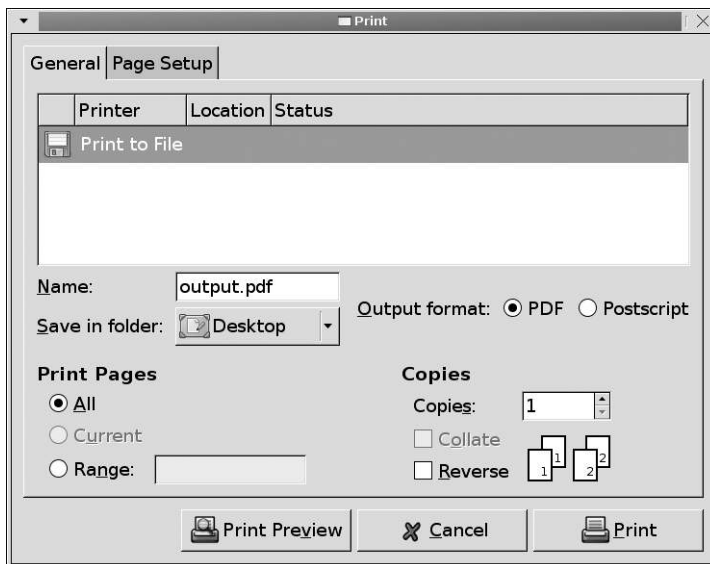 Print
General Page Setup
Printer Location Status
Print to File
Name: output.pdf
Save in folder: Desktop
Output format: PDF Postscript
Print Pages
All
Current
Range:
Copies
Copies: 1
Collate
Reverse
1 1 2 2
Print Preview Cancel Print